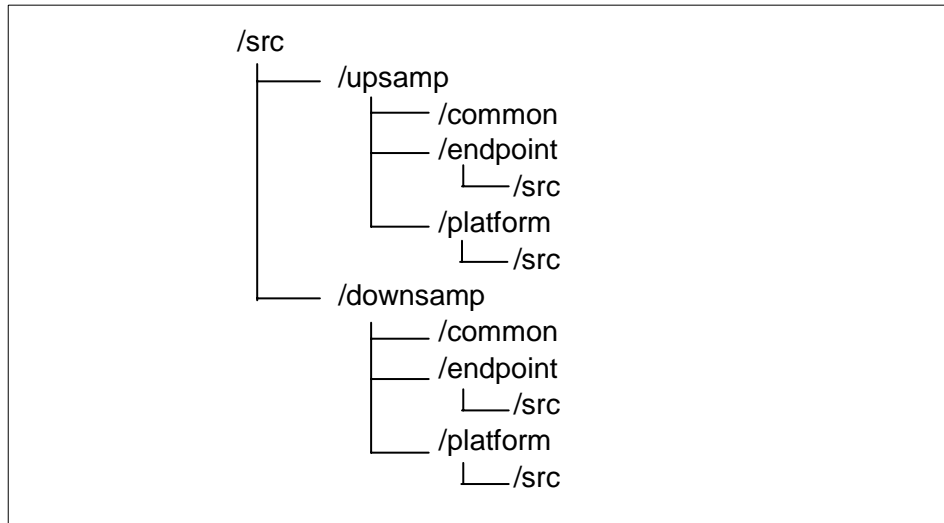 /src
/upsamp
/common
/endpoint
/src
/platform
/src
/downsamp
/common
/endpoint
/src
/platform
/src